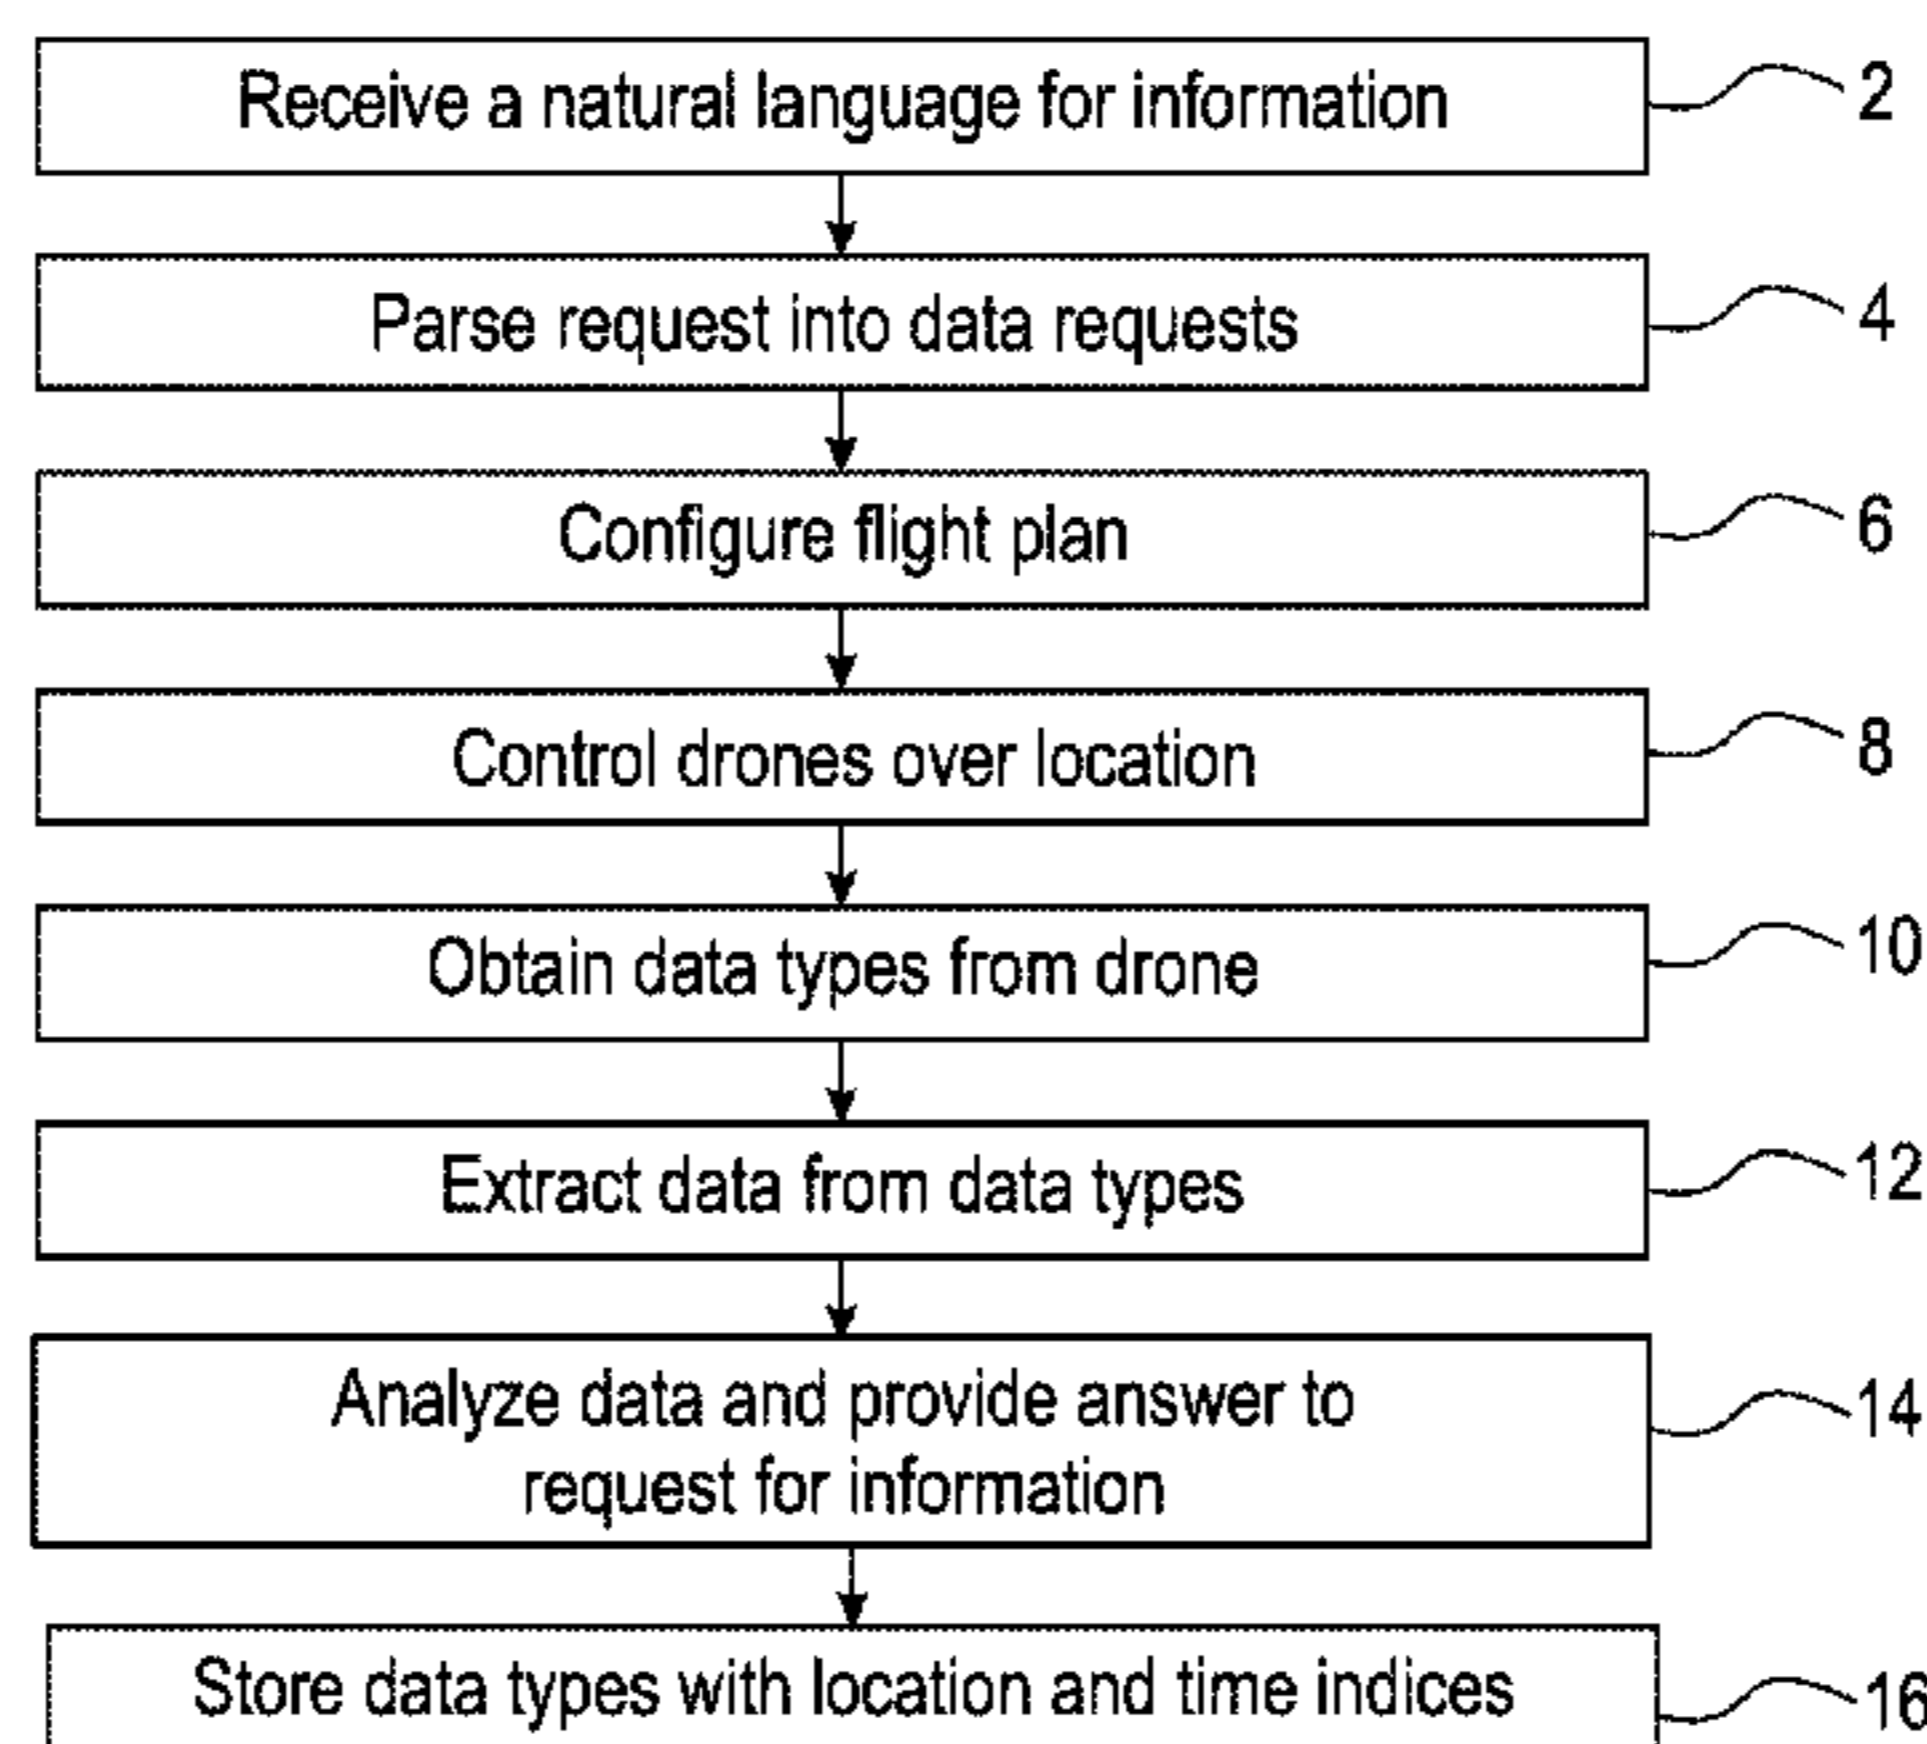 Receive a natural language for information
2
Parse request into data requests
4
Configure flight plan
6
Control drones over location
8
Obtain data types from drone
10
Extract data from data types
12
Analyze data and provide answer to
request for information
14
Store data types with location and time indices
16